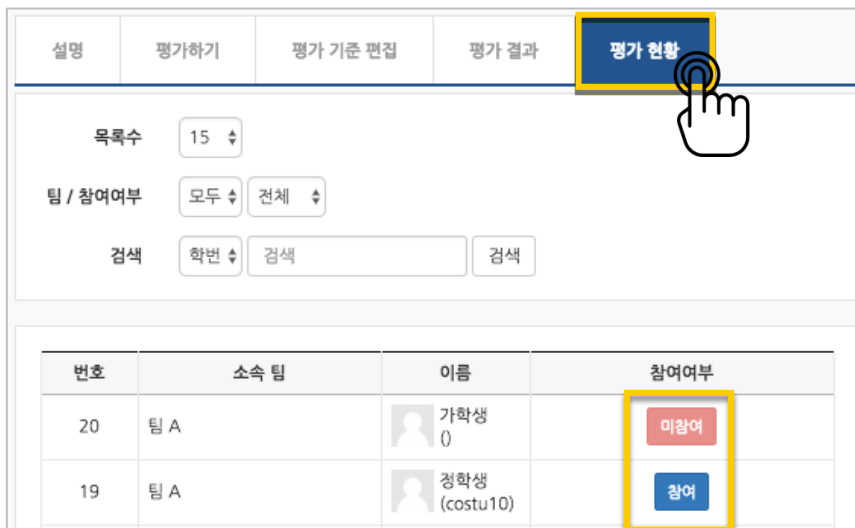 설명 평가하기 평가 기준 편집 평가 결과 평가 현황
목록수 15
팀 / 참여여부 모두 전체
검색 학번 검색 검색
번호 소속 팀 이름 참여여부
20 팀 A 가학생 미참여
()
19 팀 A 정학생 참여
(costu10)